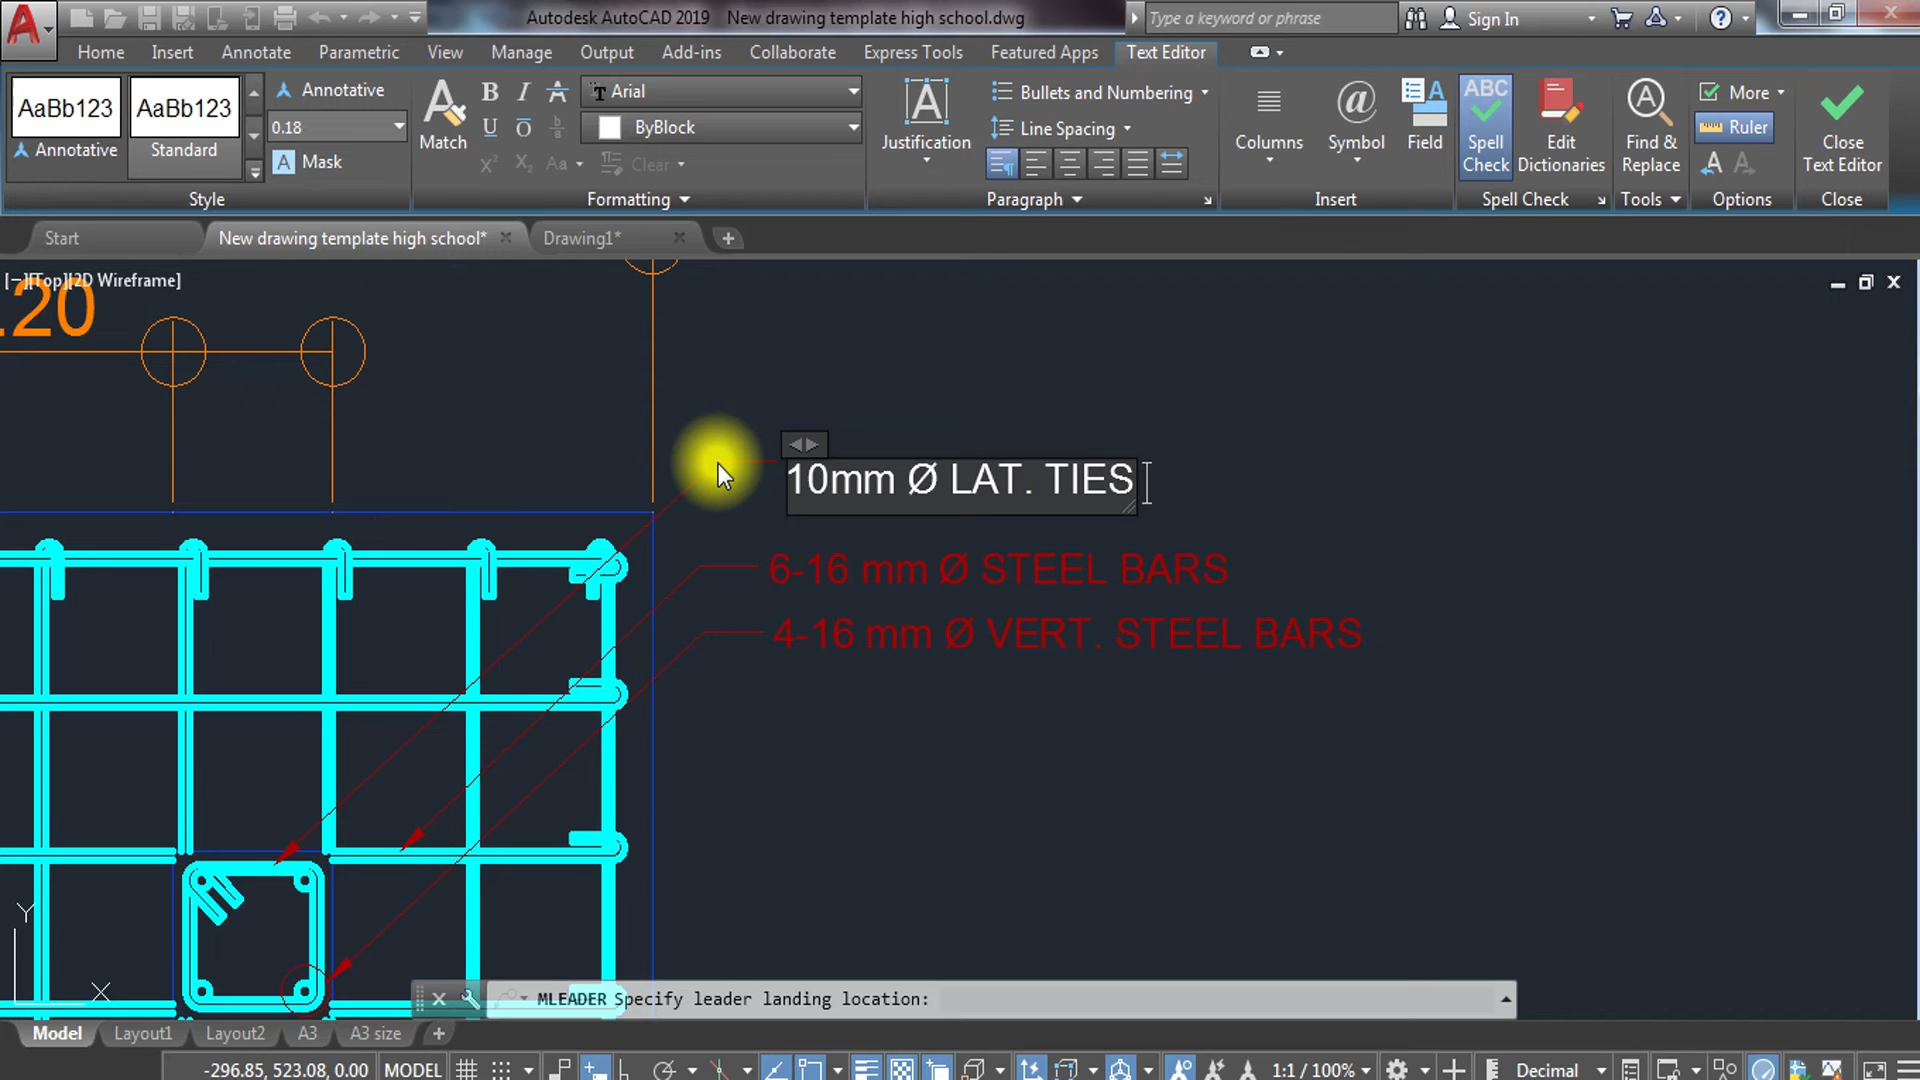 Autodesk AutoCAD 2019 New drawing template high school.dwg
Type a keyword or phrase
Sign In
Home Insert Annotate Parametric View Manage Output Add-ins Collaborate Express Tools Featured Apps Text Editor
AaBb123 AaBb123
Annotative Standard
Annotative
0.18
Mask
Style
Match
B I A
U O b/a
X² X₂ Aa Clear
Arial
ByBlock
Formatting
Justification
Bullets and Numbering
Line Spacing
Paragraph
Columns
Symbol
Field
Insert
ABC
Spell Check
Edit Dictionaries
Spell Check
Find & Replace
Tools
More
Ruler
Options
Close Text Editor
Close
Start New drawing template high school* Drawing1*
[−][Top][2D Wireframe]
.20
10mm Ø LAT. TIES
6-16 mm Ø STEEL BARS
4-16 mm Ø VERT. STEEL BARS
Y
X
MLEADER Specify leader landing location:
Model Layout1 Layout2 A3 A3 size
-296.85, 523.08, 0.00 MODEL 1:1 / 100% Decimal